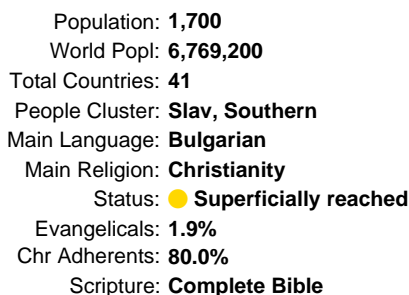 Population: 1,700
World Popl: 6,769,200
Total Countries: 41
People Cluster: Slav, Southern
Main Language: Bulgarian
Main Religion: Christianity
Status: Superficially reached
Evangelicals: 1.9%
Chr Adherents: 80.0%
Scripture: Complete Bible